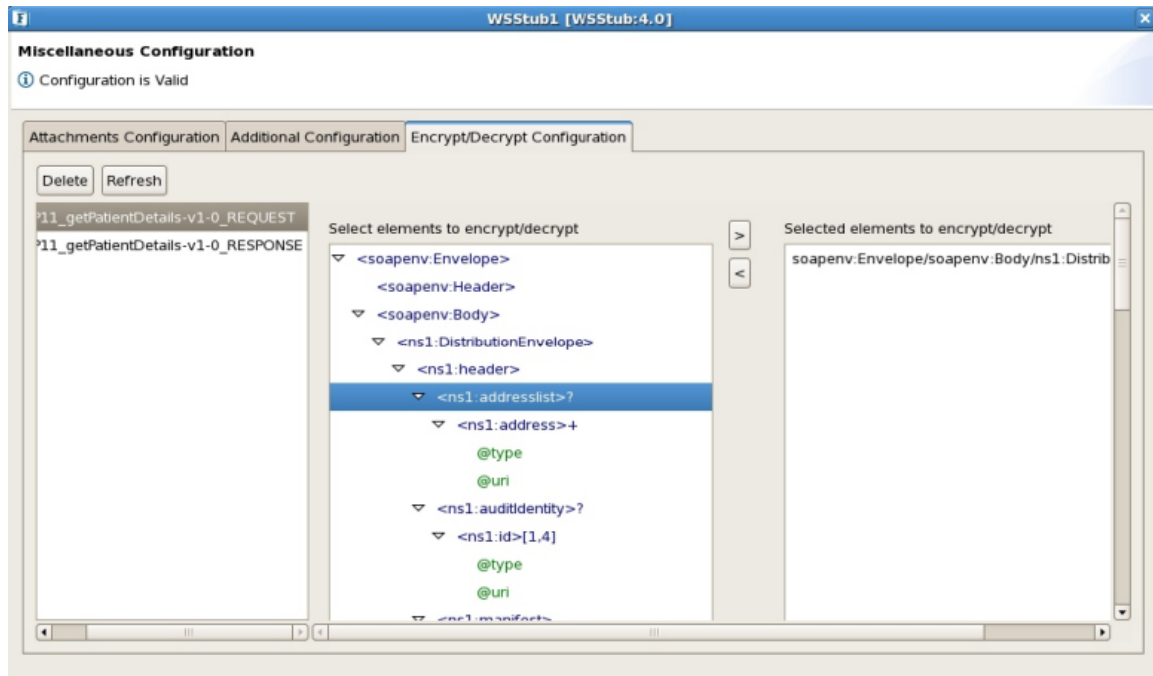 WSStub1 [WSStub:4.0]
Miscellaneous Configuration
Configuration is Valid
Attachments Configuration Additional Configuration Encrypt/Decrypt Configuration
Delete Refresh
11_getPatientDetails-v1-0_REQUEST
11_getPatientDetails-v1-0_RESPONSE
Select elements to encrypt/decrypt
<soapenv:Envelope>
<soapenv:Header>
<soapenv:Body>
<ns1:DistributionEnvelope>
<ns1:header>
<ns1:addresslist>?
<ns1:address>+
@type
@uri
<ns1:auditIdentity>?
<ns1:id>[1,4]
@type
@uri
<ns1:manifest>
>
<
Selected elements to encrypt/decrypt
soapenv:Envelope/soapenv:Body/ns1:Distrib